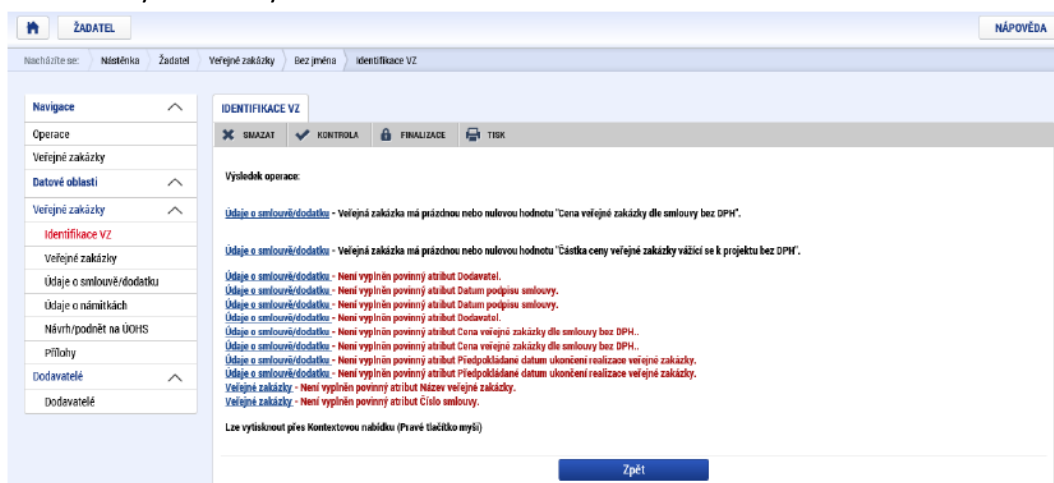 ŽADATEL
NÁPOVĚDA
Nacházíte se: Nástěnka Žadatel Veřejné zakázky Bez jména Identifikace VZ
Navigace
Operace
Veřejné zakázky
Datové oblasti
Veřejné zakázky
Identifikace VZ
Veřejné zakázky
Údaje o smlouvě/dodatku
Údaje o námitkách
Návrh/podnět na ÚOHS
Přílohy
Dodavatelé
Dodavatelé
IDENTIFIKACE VZ
SMAZAT KONTROLA FINALIZACE TISK
Výsledek operace:
Údaje o smlouvě/dodatku - Veřejná zakázka má prázdnou nebo nulovou hodnotu "Cena veřejné zakázky dle smlouvy bez DPH".
Údaje o smlouvě/dodatku - Veřejná zakázka má prázdnou nebo nulovou hodnotu "Částka ceny veřejné zakázky vážící se k projektu bez DPH".
Údaje o smlouvě/dodatku - Není vyplněn povinný atribut Dodavatel.
Údaje o smlouvě/dodatku - Není vyplněn povinný atribut Datum podpisu smlouvy.
Údaje o smlouvě/dodatku - Není vyplněn povinný atribut Datum podpisu smlouvy.
Údaje o smlouvě/dodatku - Není vyplněn povinný atribut Dodavatel.
Údaje o smlouvě/dodatku - Není vyplněn povinný atribut Cena veřejné zakázky dle smlouvy bez DPH..
Údaje o smlouvě/dodatku - Není vyplněn povinný atribut Cena veřejné zakázky dle smlouvy bez DPH..
Údaje o smlouvě/dodatku - Není vyplněn povinný atribut Předpokládané datum ukončení realizace veřejné zakázky.
Údaje o smlouvě/dodatku - Není vyplněn povinný atribut Předpokládané datum ukončení realizace veřejné zakázky.
Veřejné zakázky - Není vyplněn povinný atribut Název veřejné zakázky.
Veřejné zakázky - Není vyplněn povinný atribut Číslo smlouvy.
Lze vytisknout přes Kontextovou nabídku (Pravé tlačítko myši)
Zpět